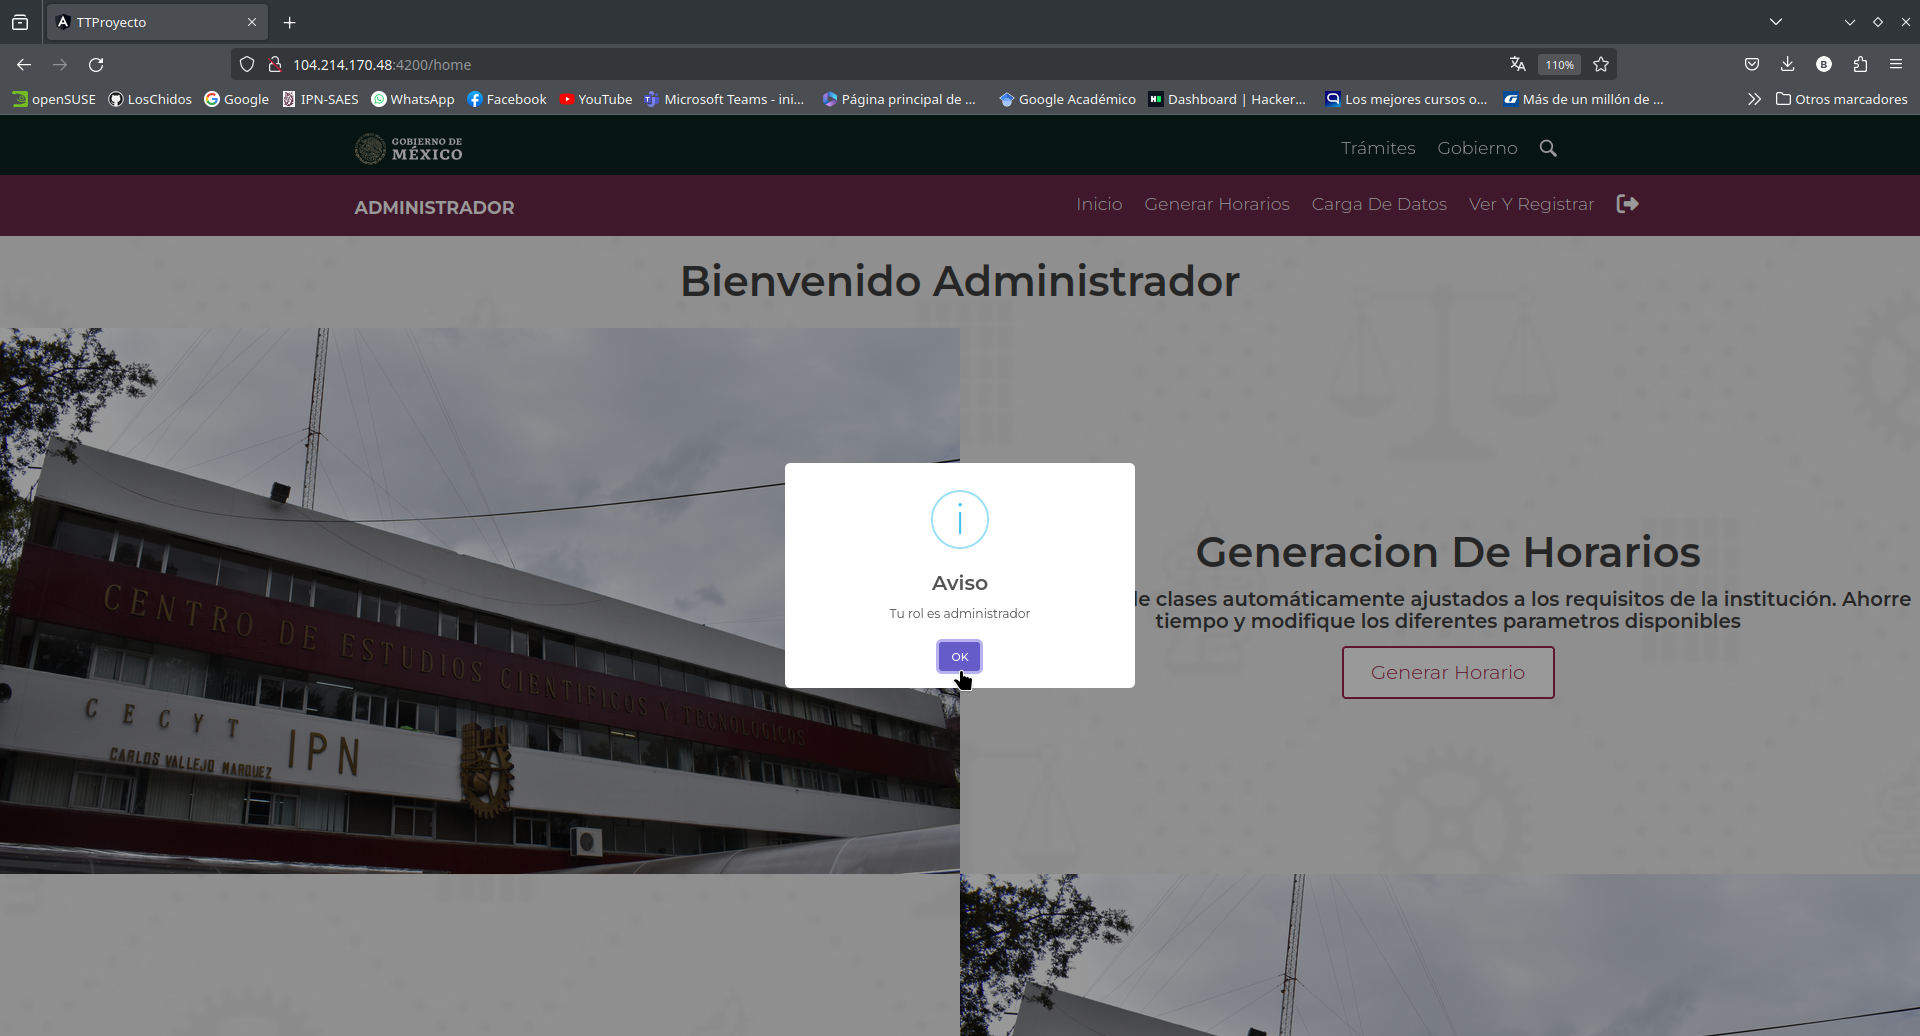 TTProyecto
104.214.170.48:4200/home
110%
B
openSUSE
LosChidos
Google
IPN-SAES
WhatsApp
Facebook
YouTube
Microsoft Teams - ini...
Página principal de ...
Google Académico
Dashboard | Hacker...
Los mejores cursos o...
Más de un millón de ...
Otros marcadores
GOBIERNO DE
MÉXICO
Trámites
Gobierno
ADMINISTRADOR
Inicio
Generar Horarios
Carga De Datos
Ver Y Registrar
Bienvenido Administrador
CENTRO DE ESTUDIOS CIENTIFICOS Y TECNOLOGICOS
CECYT
CARLOS VALLEJO MARQUEZ
IPN
IPN
Aviso
Tu rol es administrador
OK
Generacion De Horarios
clases automáticamente ajustados a los requisitos de la institución. Ahorre
tiempo y modifique los diferentes parametros disponibles
Generar Horario